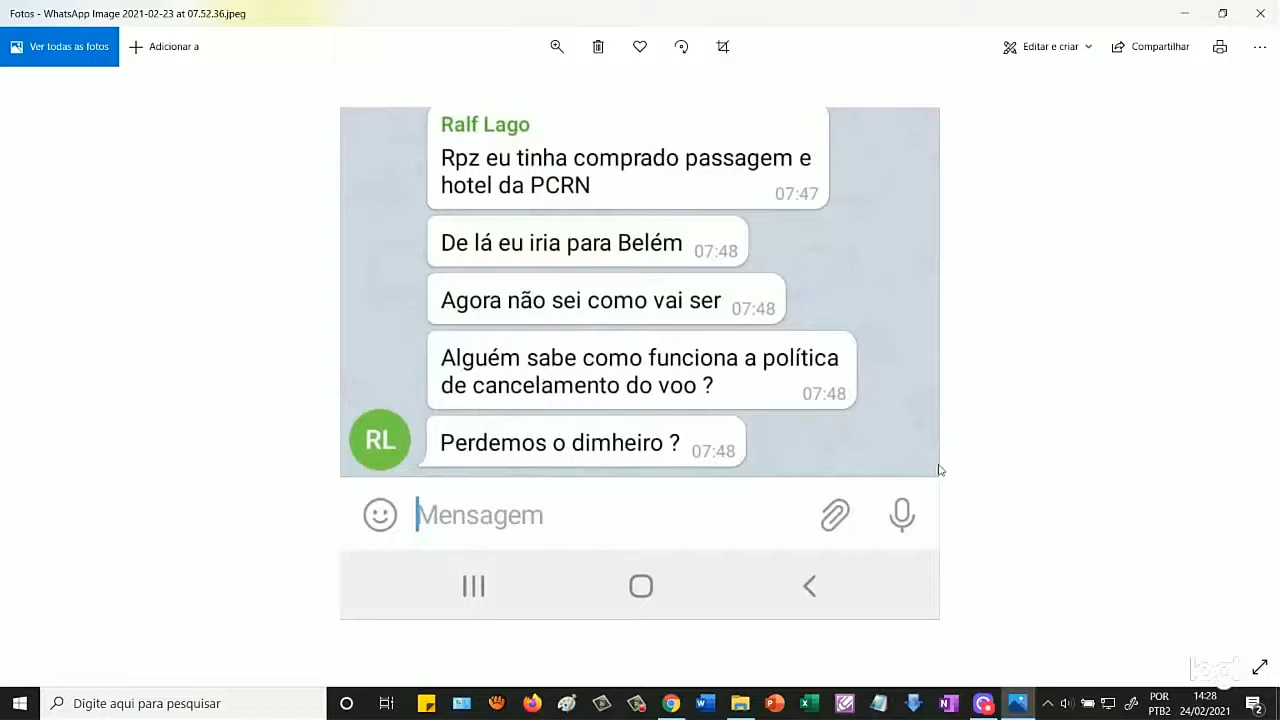 Fotos - WhatsApp Image 2021-02-23 at 07.52.36.jpeg
Ver todas as fotos
Adicionar a
Editar e criar
Compartilhar
Ralf Lago
Rpz eu tinha comprado passagem e
hotel da PCRN
07:47
De lá eu iria para Belém 07:48
Agora não sei como vai ser 07:48
Alguém sabe como funciona a política
de cancelamento do voo ? 07:48
RL
Perdemos o dimheiro ? 07:48
Mensagem
Digite aqui para pesquisar
POR
PTB2
14:28
24/02/2021
2